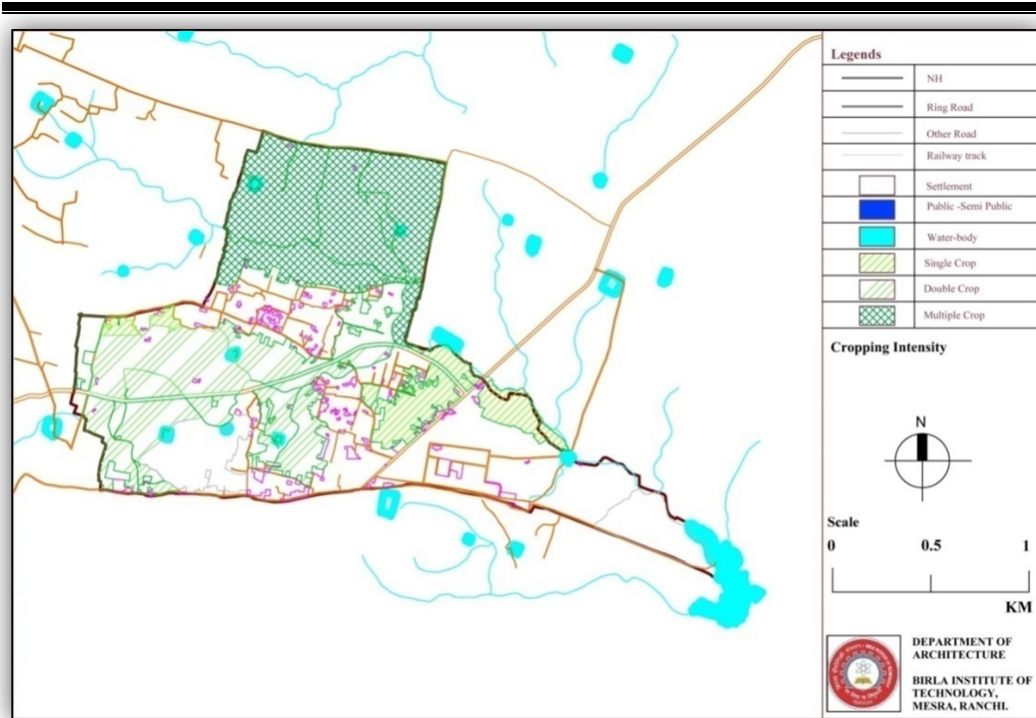 Legends
NH
Ring Road
Other Road
Railway track
Settlement
Public -Semi Public
Water-body
Single Crop
Double Crop
Multiple Crop
Cropping Intensity
N
Scale
0 0.5 1
KM
DEPARTMENT OF
ARCHITECTURE
BIRLA INSTITUTE OF
TECHNOLOGY,
MESRA, RANCHI.